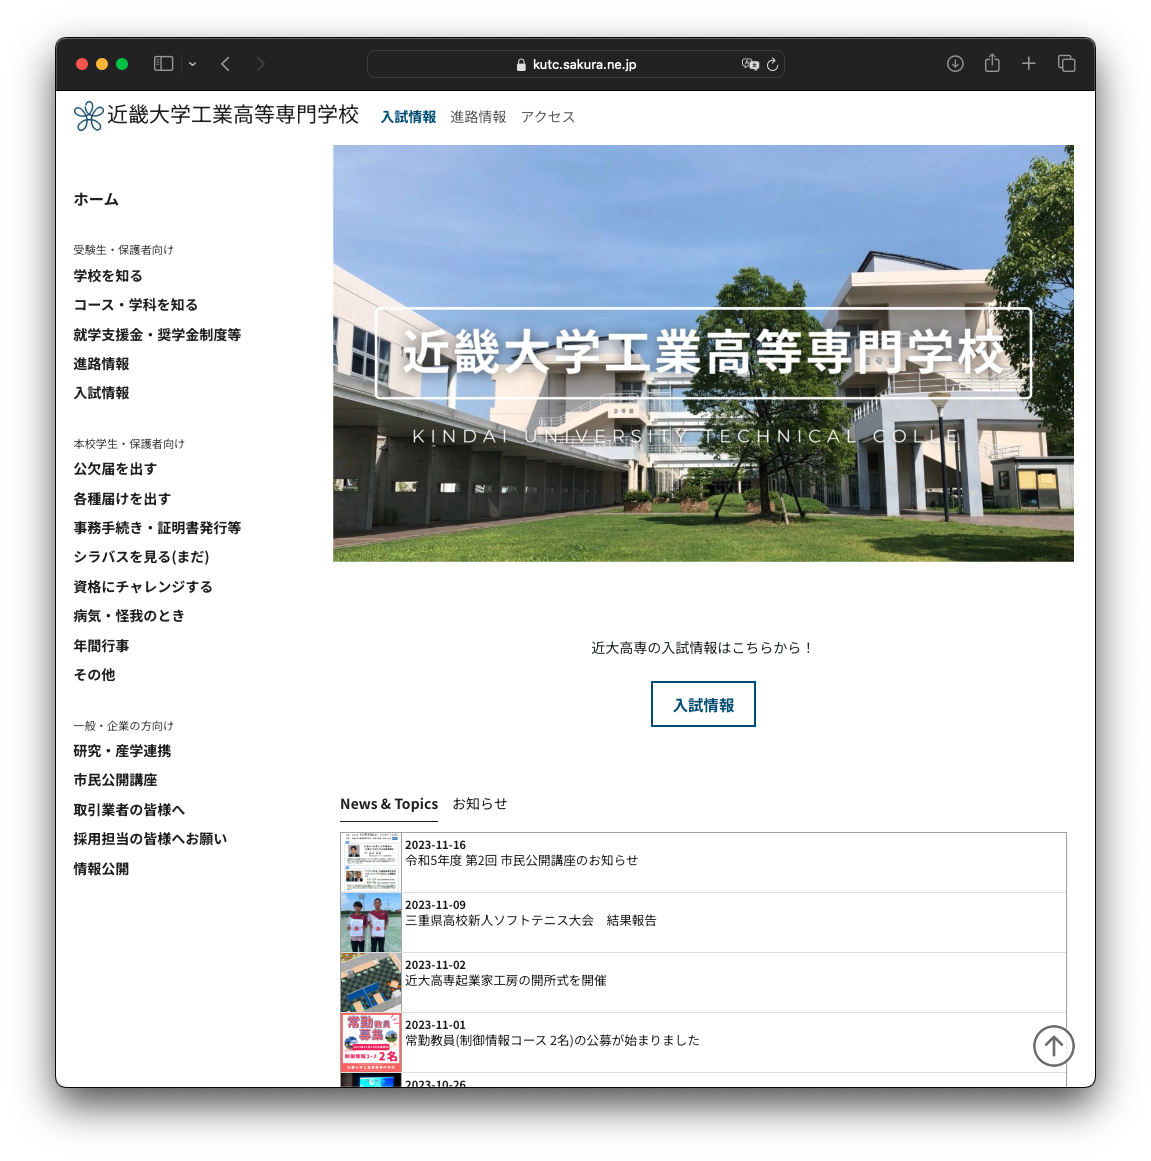 kutc.sakura.ne.jp
近畿大学工業高等専門学校
入試情報 進路情報 アクセス
ホーム
受験生・保護者向け
学校を知る
コース・学科を知る
就学支援金・奨学金制度等
進路情報
入試情報
本校学生・保護者向け
公欠届を出す
各種届けを出す
事務手続き・証明書発行等
シラバスを見る(まだ)
資格にチャレンジする
病気・怪我のとき
年間行事
その他
一般・企業の方向け
研究・産学連携
市民公開講座
取引業者の皆様へ
採用担当の皆様へお願い
情報公開
近畿大学工業高等専門学校
KINDAI UNIVERSITY TECHNICAL COLLE
近大高専の入試情報はこちらから！
入試情報
News & Topics お知らせ
2023-11-16
令和5年度 第2回 市民公開講座のお知らせ
2023-11-09
三重県高校新人ソフトテニス大会　結果報告
2023-11-02
近大高専起業家工房の開所式を開催
常勤教員
募集
制御情報コース 2名
2023-11-01
常勤教員(制御情報コース 2名)の公募が始まりました
2023-10-26